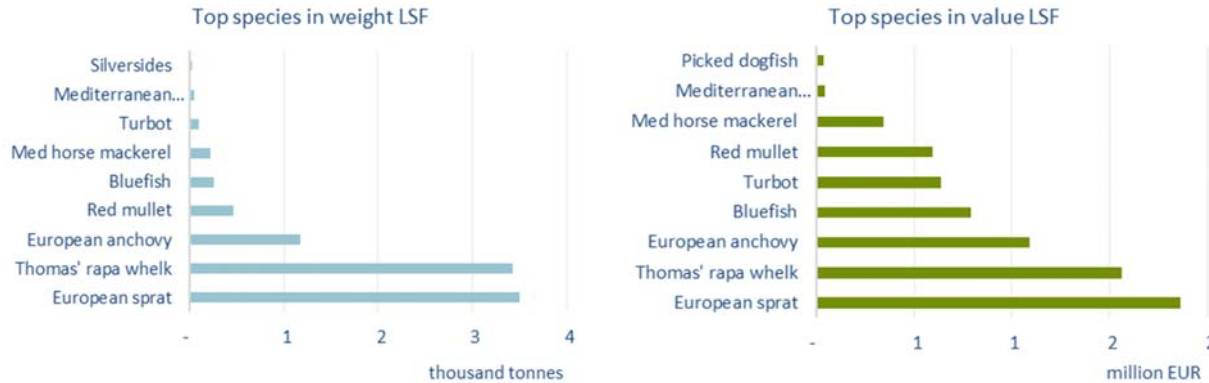 Top species in weight LSF
Silversides
Mediterranean...
Turbot
Med horse mackerel
Bluefish
Red mullet
European anchovy
Thomas' rapa whelk
European sprat
- 1 2 3 4
thousand tonnes
Top species in value LSF
Picked dogfish
Mediterranean...
Med horse mackerel
Red mullet
Turbot
Bluefish
European anchovy
Thomas' rapa whelk
European sprat
- 1 1 2 2
million EUR